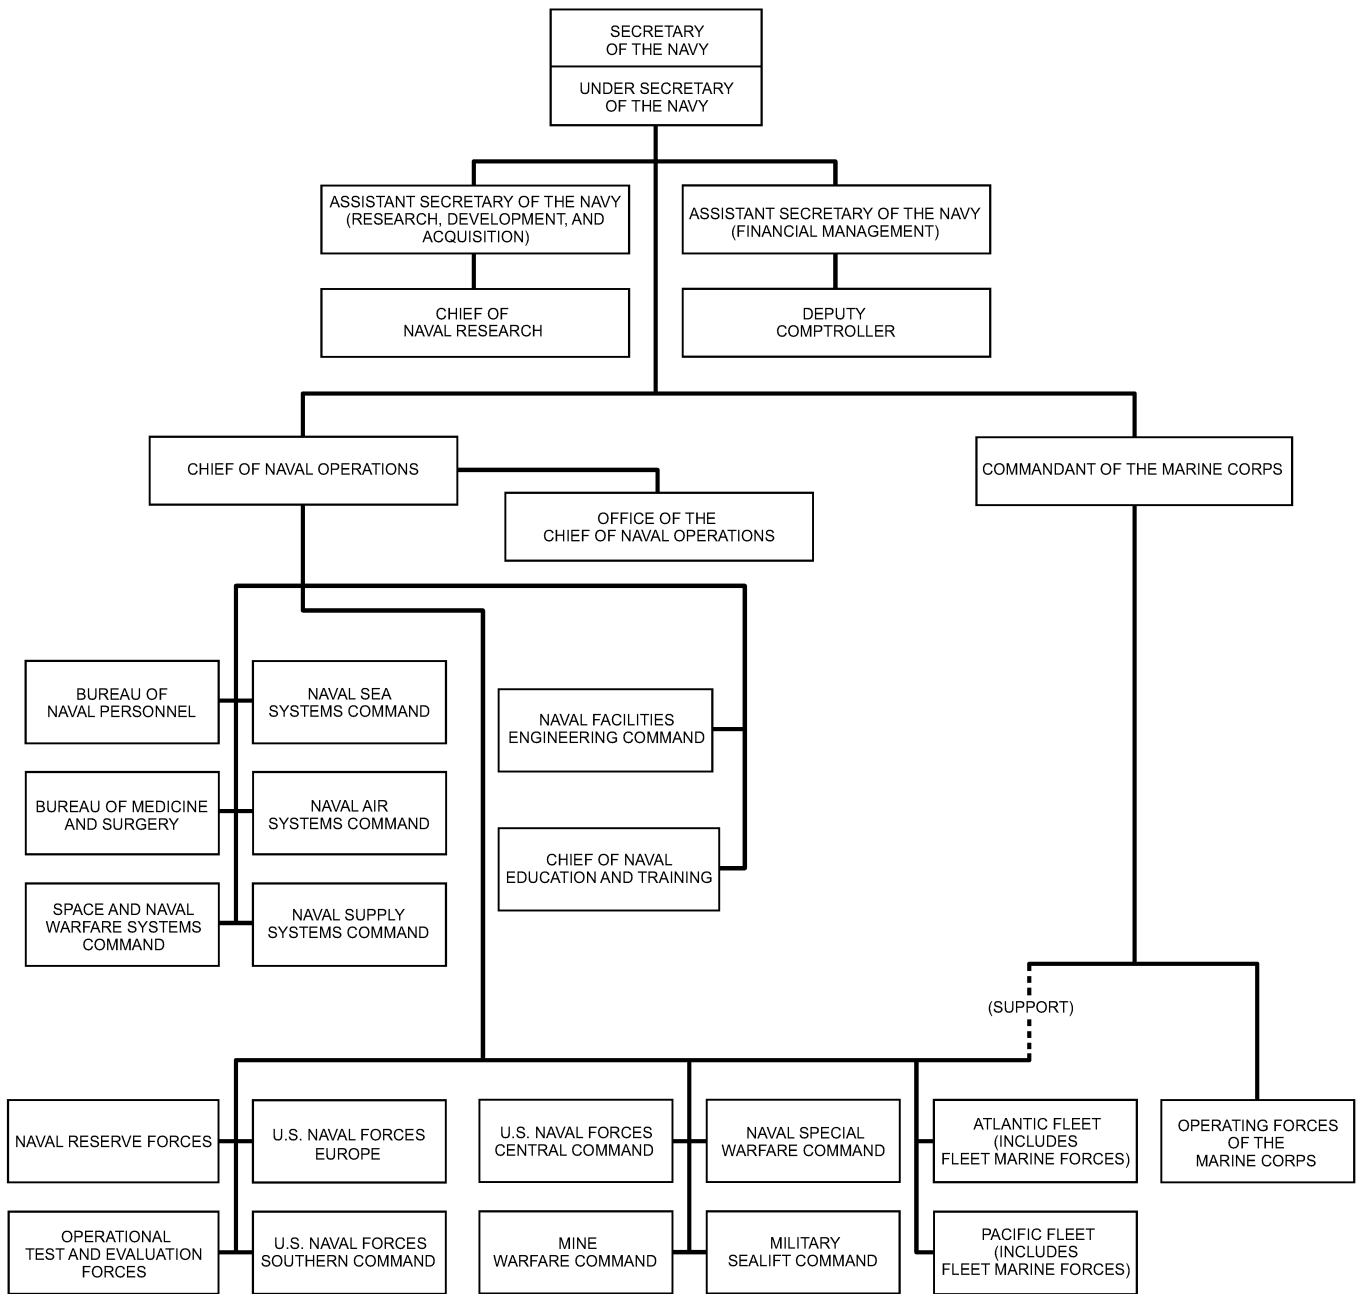 SECRETARY
OF THE NAVY
UNDER SECRETARY
OF THE NAVY
ASSISTANT SECRETARY OF THE NAVY
(RESEARCH, DEVELOPMENT, AND
ACQUISITION)
ASSISTANT SECRETARY OF THE NAVY
(FINANCIAL MANAGEMENT)
CHIEF OF
NAVAL RESEARCH
DEPUTY
COMPTROLLER
CHIEF OF NAVAL OPERATIONS
COMMANDANT OF THE MARINE CORPS
OFFICE OF THE
CHIEF OF NAVAL OPERATIONS
BUREAU OF
NAVAL PERSONNEL
NAVAL SEA
SYSTEMS COMMAND
NAVAL FACILITIES
ENGINEERING COMMAND
BUREAU OF MEDICINE
AND SURGERY
NAVAL AIR
SYSTEMS COMMAND
CHIEF OF NAVAL
EDUCATION AND TRAINING
SPACE AND NAVAL
WARFARE SYSTEMS
COMMAND
NAVAL SUPPLY
SYSTEMS COMMAND
(SUPPORT)
NAVAL RESERVE FORCES
U.S. NAVAL FORCES
EUROPE
U.S. NAVAL FORCES
CENTRAL COMMAND
NAVAL SPECIAL
WARFARE COMMAND
ATLANTIC FLEET
(INCLUDES
FLEET MARINE FORCES)
OPERATING FORCES
OF THE
MARINE CORPS
OPERATIONAL
TEST AND EVALUATION
FORCES
U.S. NAVAL FORCES
SOUTHERN COMMAND
MINE
WARFARE COMMAND
MILITARY
SEALIFT COMMAND
PACIFIC FLEET
(INCLUDES
FLEET MARINE FORCES)